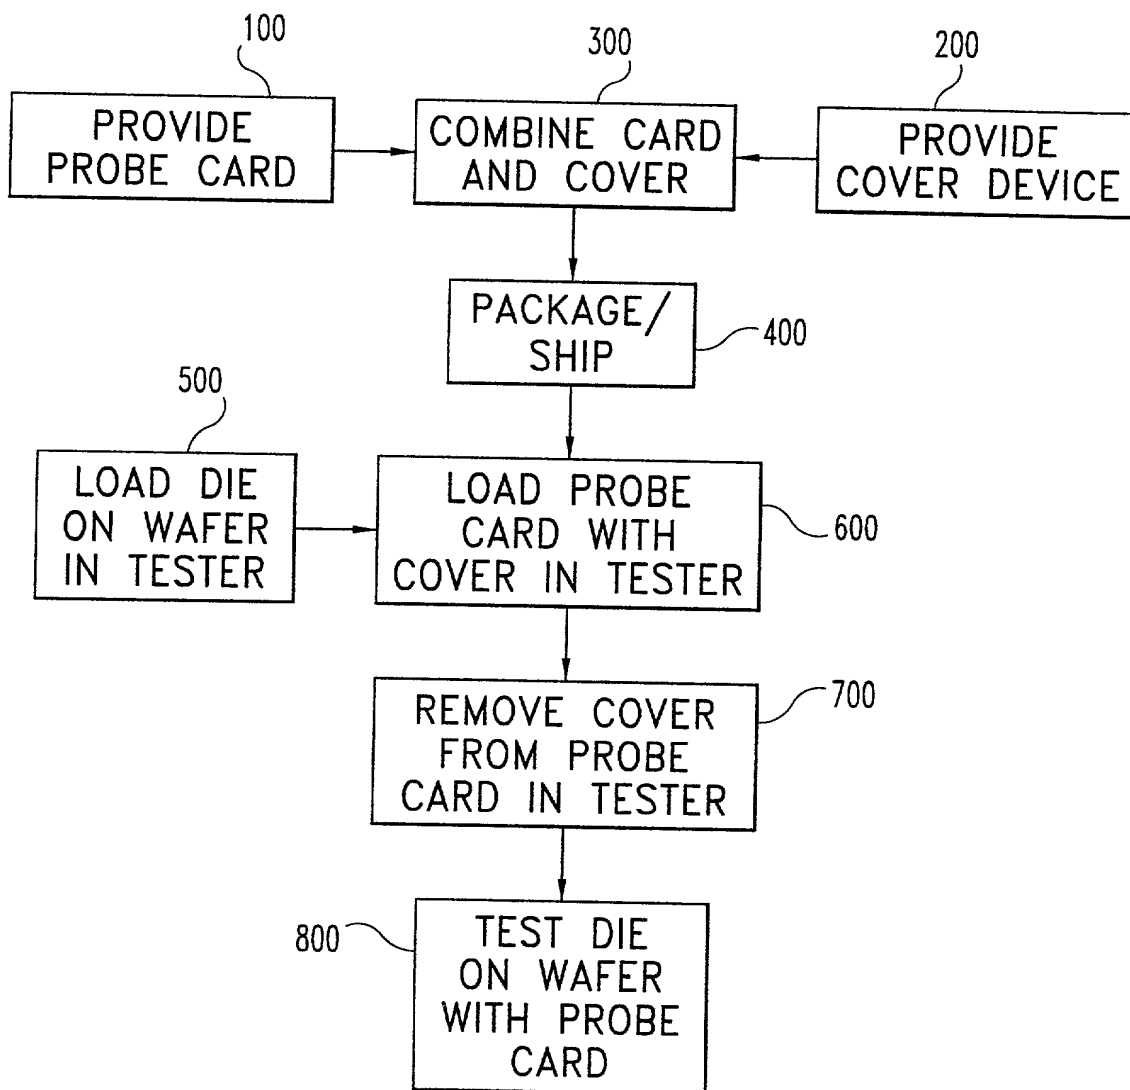 100
PROVIDE
PROBE CARD
300
COMBINE CARD
AND COVER
200
PROVIDE
COVER DEVICE
PACKAGE/
SHIP
400
500
LOAD DIE
ON WAFER
IN TESTER
LOAD PROBE
CARD WITH
COVER IN TESTER
600
REMOVE COVER
FROM PROBE
CARD IN TESTER
700
800
TEST DIE
ON WAFER
WITH PROBE
CARD